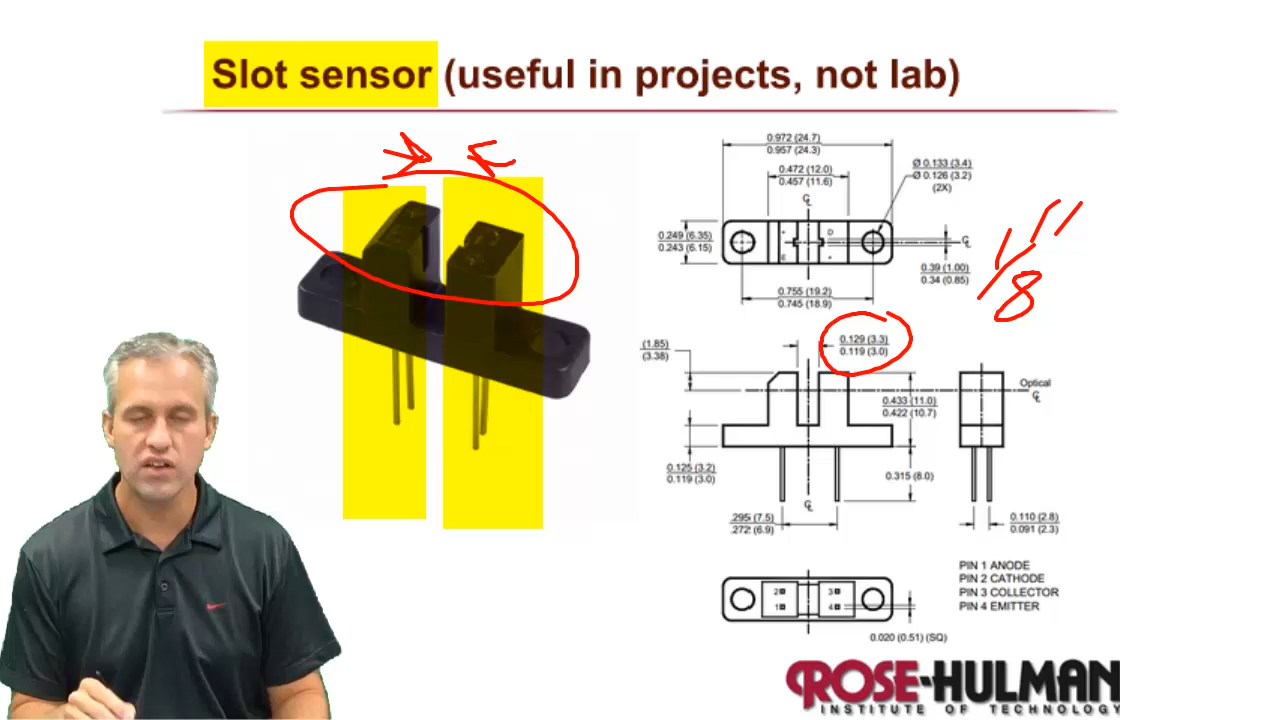 Slot sensor (useful in projects, not lab)
0.972 (24.7)
0.957 (24.3)
0.472 (12.0)
0.457 (11.6)
Ø 0.133 (3.4)
Ø 0.126 (3.2)
(2X)
0.249 (6.35)
0.243 (6.15)
+
D
E
+
0.39 (1.00)
0.34 (0.85)
1/8"
0.755 (19.2)
0.745 (18.9)
(1.85)
(3.38)
0.129 (3.3)
0.119 (3.0)
Optical
0.433 (11.0)
0.422 (10.7)
0.125 (3.2)
0.119 (3.0)
0.315 (8.0)
.295 (7.5)
.272 (6.9)
0.110 (2.8)
0.091 (2.3)
PIN 1 ANODE
PIN 2 CATHODE
PIN 3 COLLECTOR
PIN 4 EMITTER
2 3
1 4
0.020 (0.51) (SQ)
ROSE-HULMAN
INSTITUTE OF TECHNOLOGY